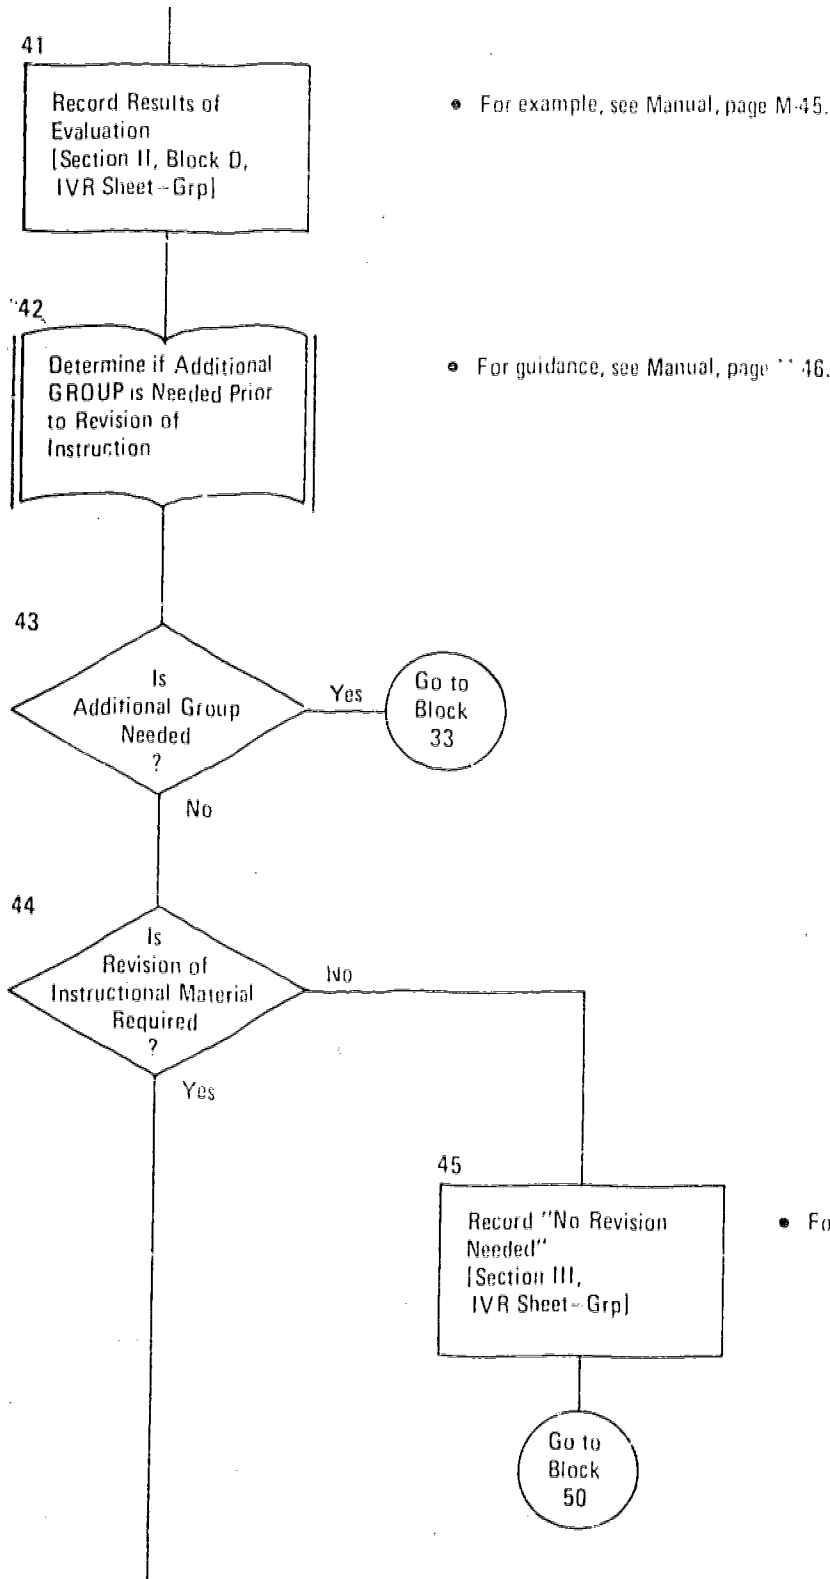 41
Record Results of
Evaluation
[Section II, Block D,
IVR Sheet-Grp]
• For example, see Manual, page M-45.
42
Determine if Additional
GROUP is Needed Prior
to Revision of
Instruction
• For guidance, see Manual, page 46.
43
Is
Additional Group
Needed
?
Yes
Go to
Block
33
No
44
Is
Revision of
Instructional Material
Required
?
No
Yes
45
Record "No Revision
Needed"
[Section III,
IVR Sheet-Grp]
• Fo
Go to
Block
50